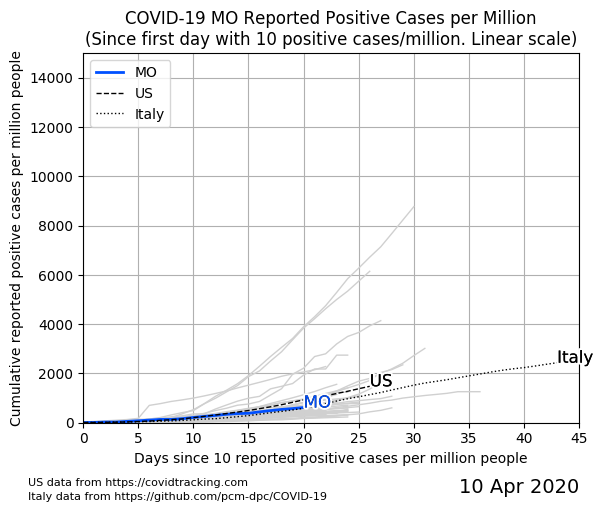 COVID-19 MO Reported Positive Cases per Million
(Since first day with 10 positive cases/million. Linear scale)
Cumulative reported positive cases per million people
14000
12000
10000
8000
6000
4000
2000
0
MO
US
Italy
Italy
US
MO
0 5 10 15 20 25 30 35 40 45
Days since 10 reported positive cases per million people
US data from https://covidtracking.com
Italy data from https://github.com/pcm-dpc/COVID-19
10 Apr 2020